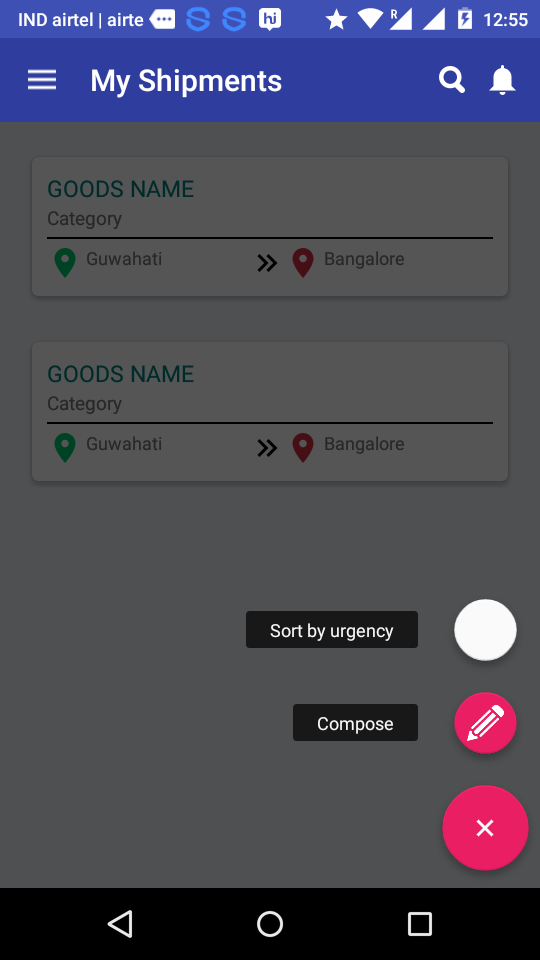 IND airtel | airte hi R 12:55
My Shipments
GOODS NAME
Category
Guwahati Bangalore
GOODS NAME
Category
Guwahati Bangalore
Sort by urgency
Compose